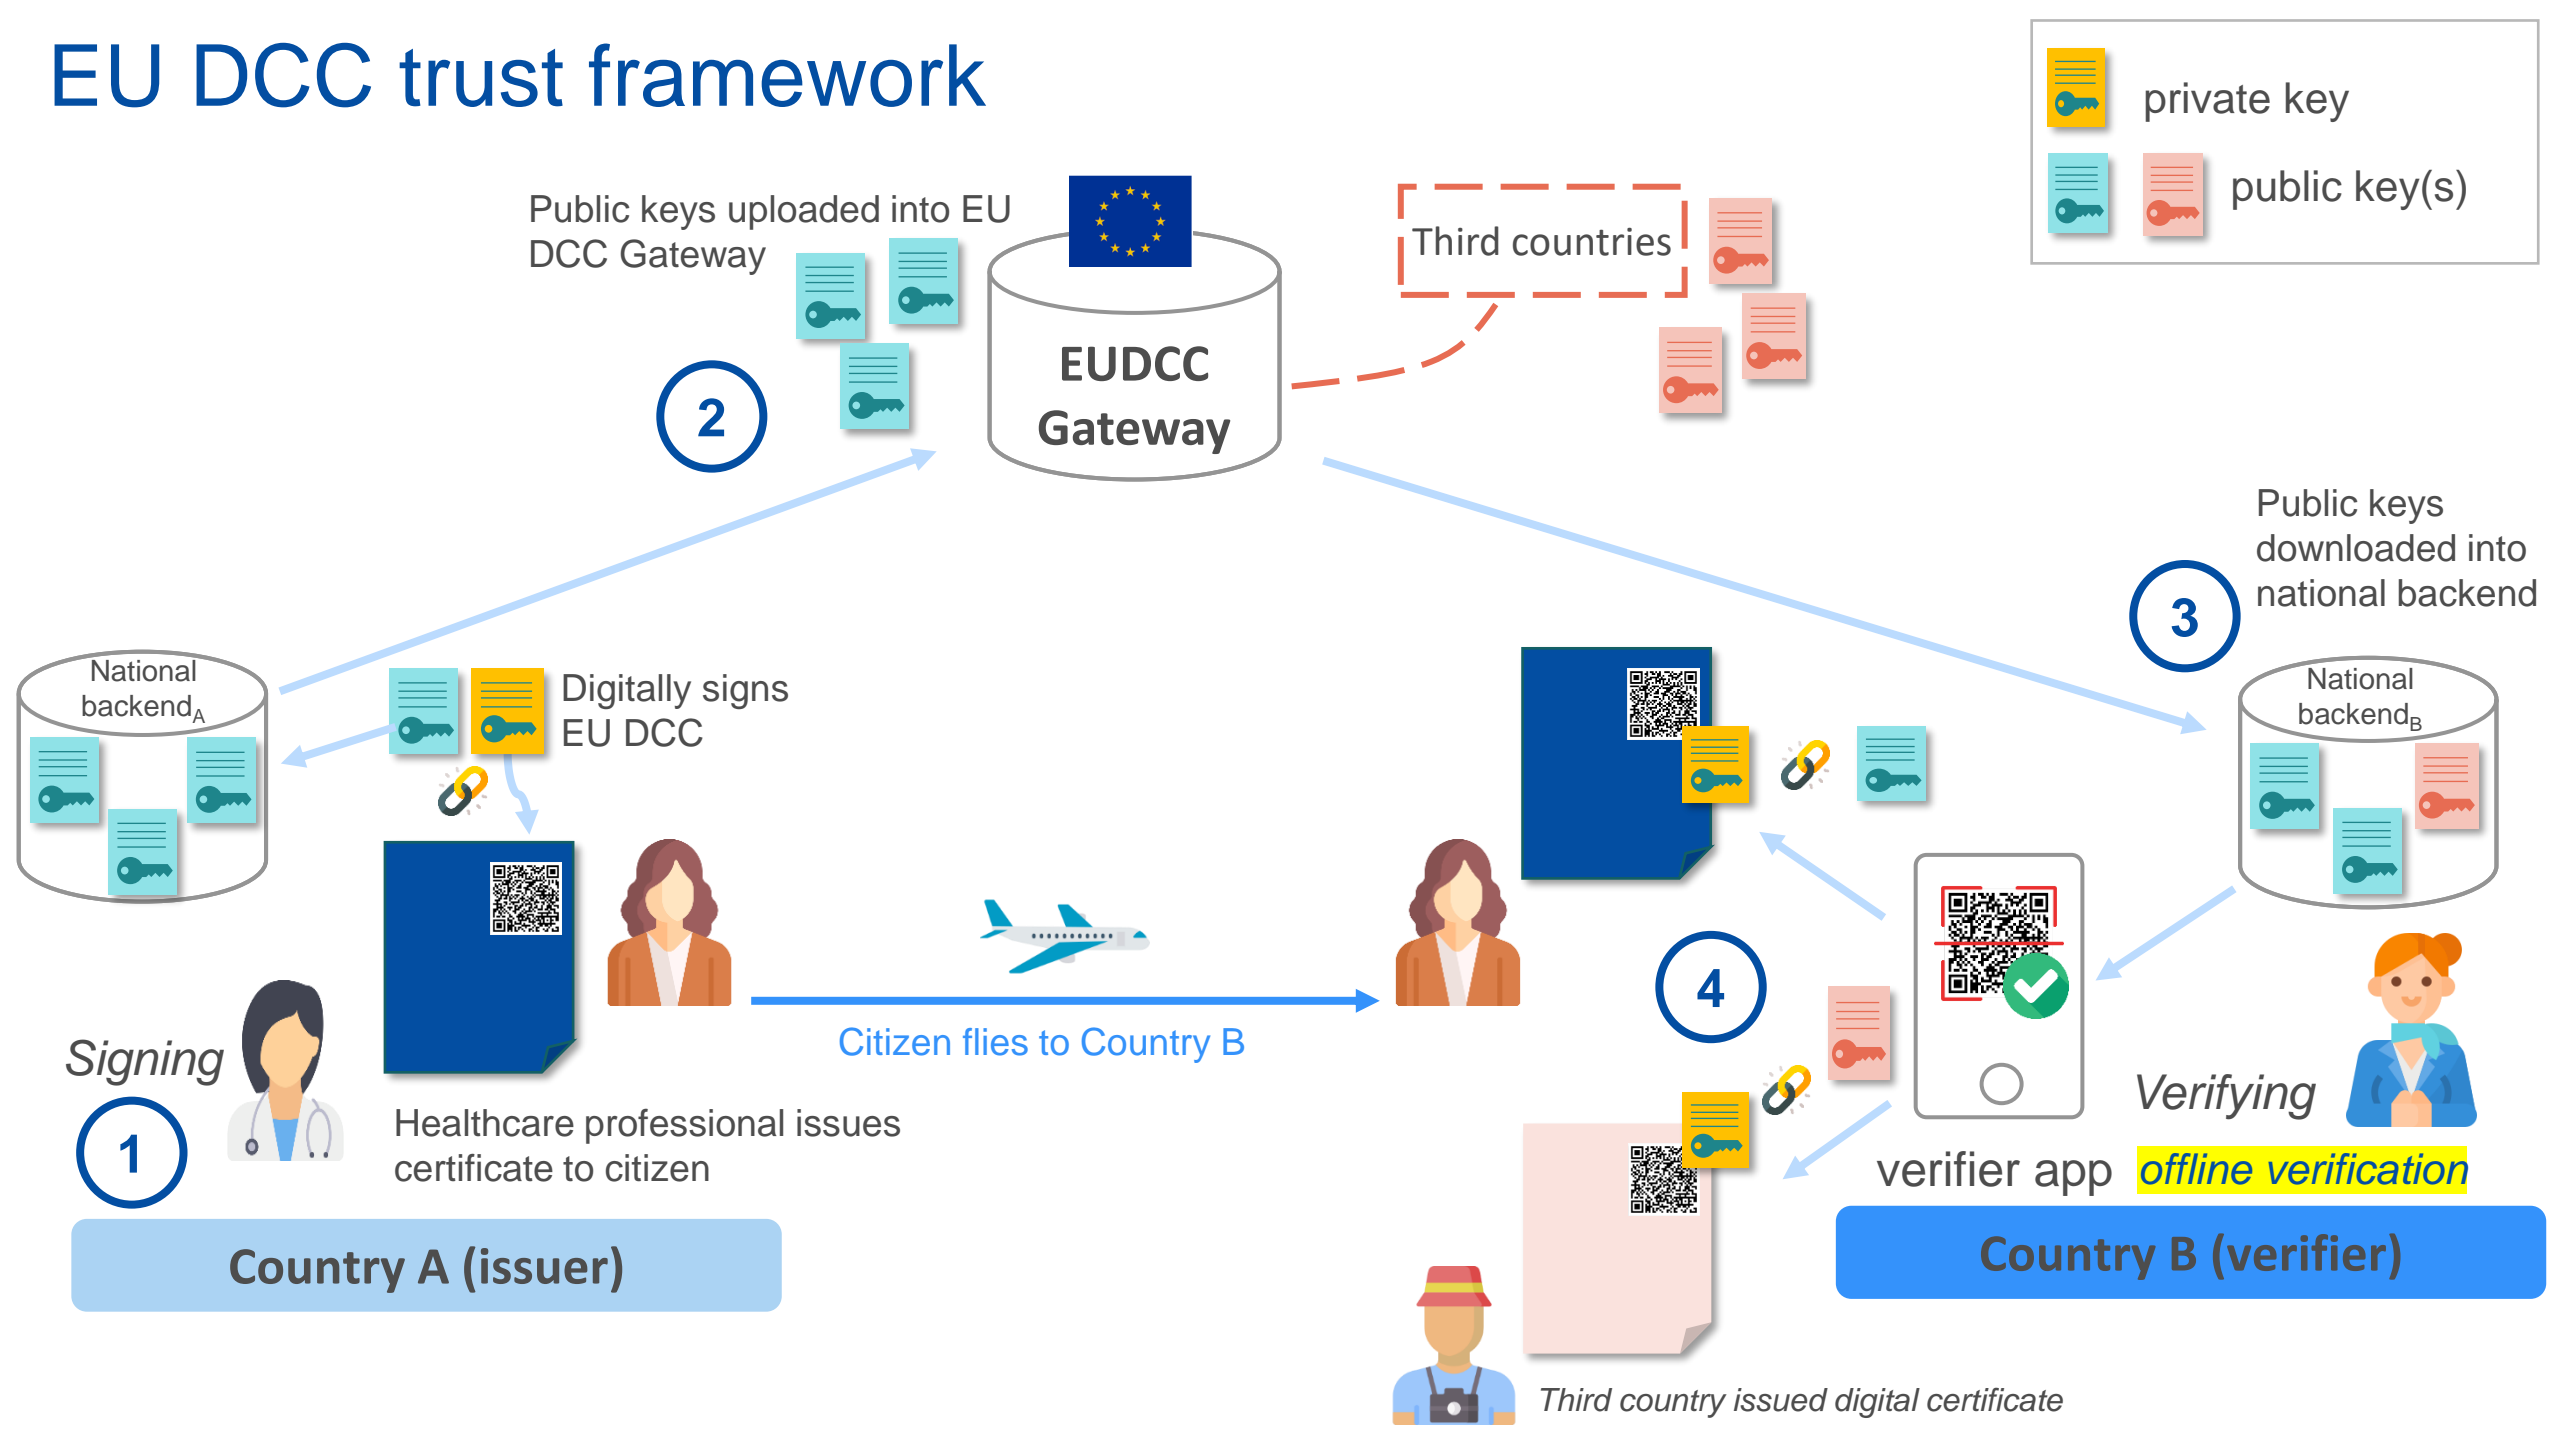 EU DCC trust framework
private key
public key(s)
Public keys uploaded into EU
DCC Gateway
Third countries
EUDCC
Gateway
2
Public keys
downloaded into
national backend
3
National
backendA
Digitally signs
EU DCC
National
backendB
4
Citizen flies to Country B
Signing
1
Healthcare professional issues
certificate to citizen
Verifying
verifier app
offline verification
Country A (issuer)
Country B (verifier)
Third country issued digital certificate